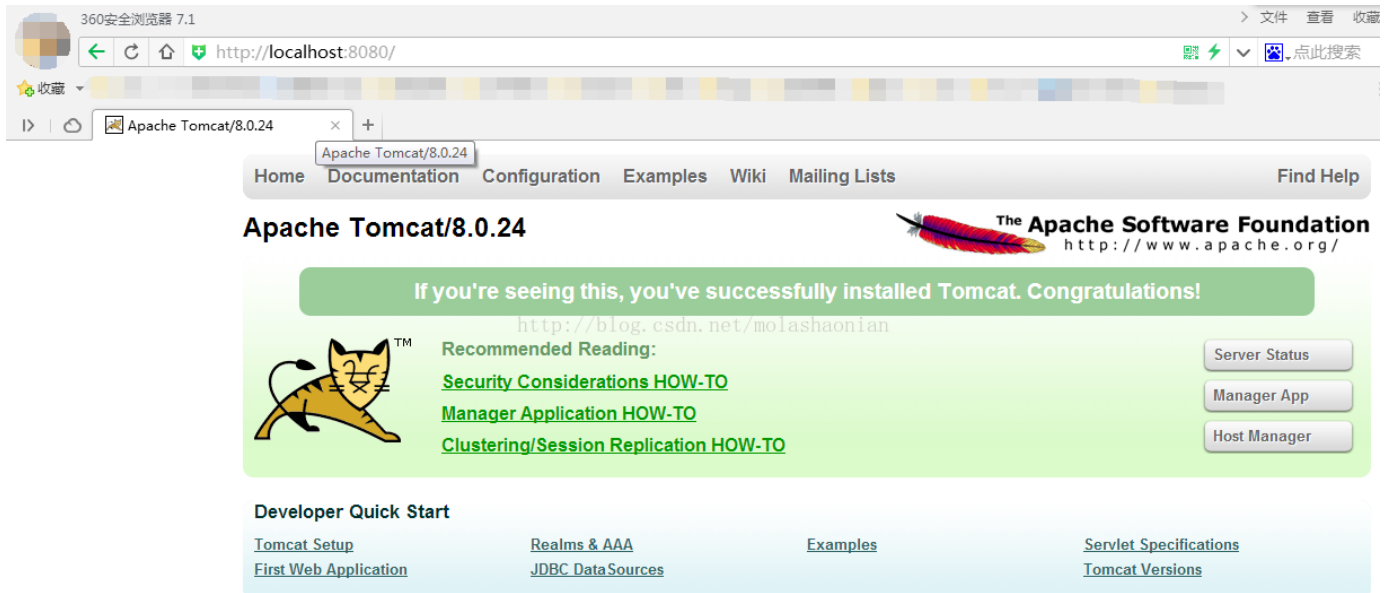 360安全浏览器 7.1
文件 查看 收藏
http://localhost:8080/
点此搜索
收藏
Apache Tomcat/8.0.24
Apache Tomcat/8.0.24
Home Documentation Configuration Examples Wiki Mailing Lists Find Help
Apache Tomcat/8.0.24
The Apache Software Foundation
http://www.apache.org/
If you're seeing this, you've successfully installed Tomcat. Congratulations!
http://blog.csdn.net/molashaonian
TM
Recommended Reading:
Security Considerations HOW-TO
Manager Application HOW-TO
Clustering/Session Replication HOW-TO
Server Status
Manager App
Host Manager
Developer Quick Start
Tomcat Setup Realms & AAA Examples Servlet Specifications
First Web Application JDBC DataSources Tomcat Versions